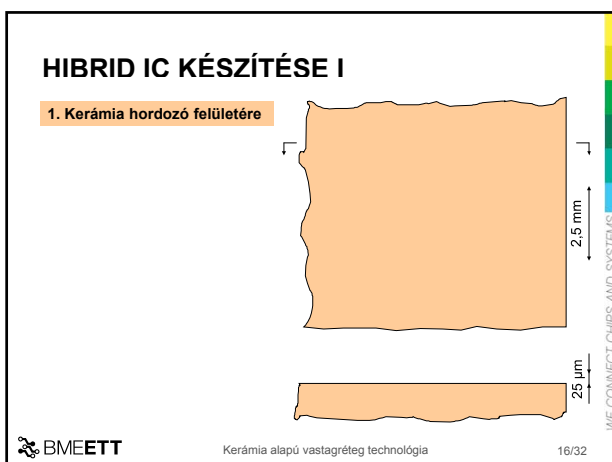 HIBRID IC KÉSZÍTÉSE I
1. Kerámia hordozó felületére
2,5 mm
25 µm
WE CONNECT CHIPS AND SYSTEMS
BMEETT
Kerámia alapú vastagréteg technológia
16/32